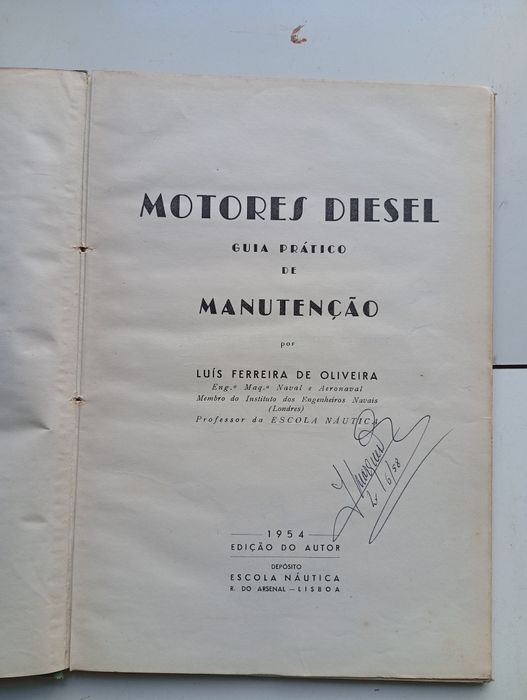 MOTORES DIESEL
GUIA PRÁTICO
DE
MANUTENÇÃO
por
LUÍS FERREIRA DE OLIVEIRA
Eng.º Maq.º Naval e Aeronaval
Membro do Instituto dos Engenheiros Navais
(Londres)
Professor da ESCOLA NÁUTICA
1954
EDIÇÃO DO AUTOR
DEPÓSITO
ESCOLA NÁUTICA
R. DO ARSENAL — LISBOA